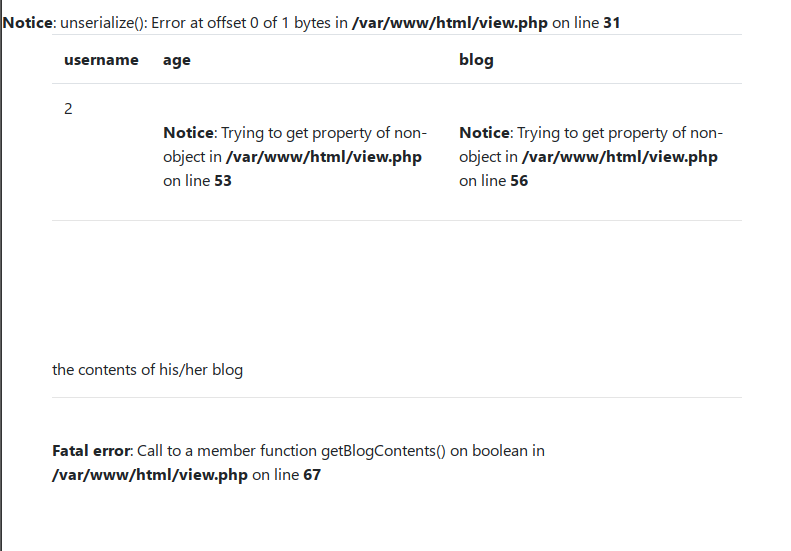 Notice: unserialize(): Error at offset 0 of 1 bytes in /var/www/html/view.php on line 31
username age blog
2
Notice: Trying to get property of non-
object in /var/www/html/view.php
on line 53
Notice: Trying to get property of non-
object in /var/www/html/view.php
on line 56
the contents of his/her blog
Fatal error: Call to a member function getBlogContents() on boolean in
/var/www/html/view.php on line 67